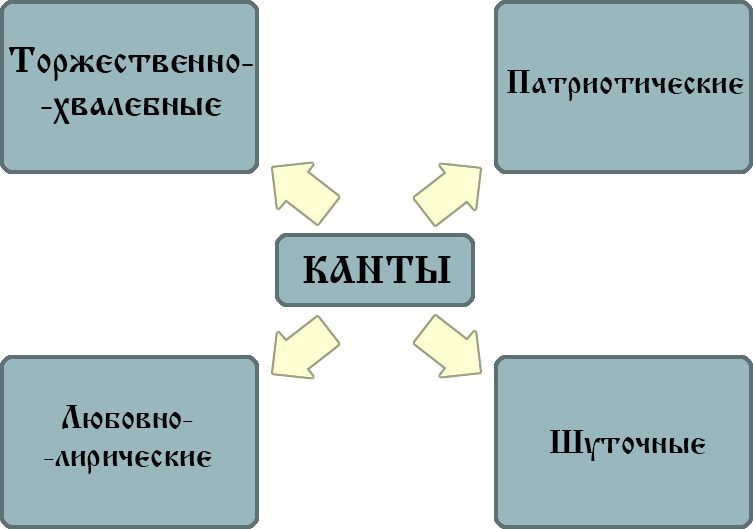 Торжественно-
-хвалебные
Патриотические
КАНТЫ
Любовно-
-лирические
Шуточные